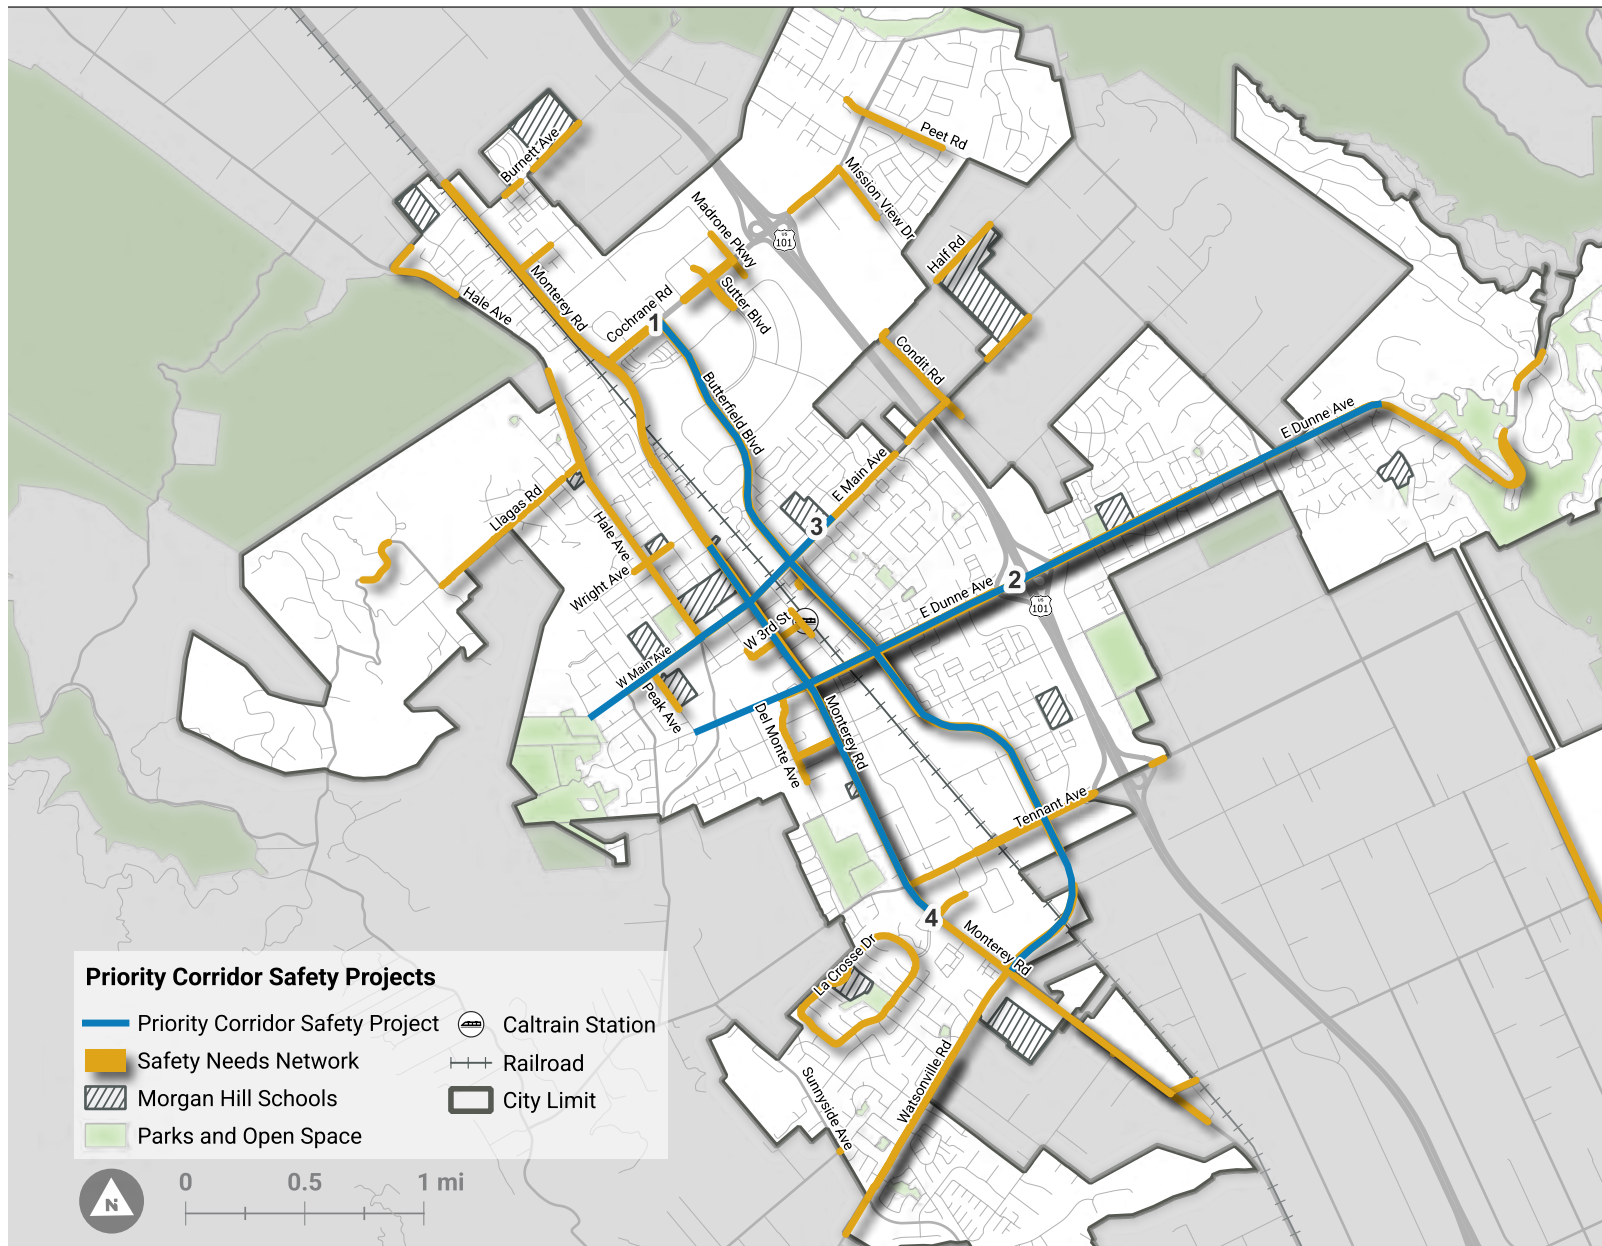 Peet Rd
Burnett Ave
Mission View Dr
Madrone Pkwy
US
101
Half Rd
Hale Ave
Monterey Rd
Cochrane Rd
Sutter Blvd
1
Condit Rd
Butterfield Blvd
E Dunne Ave
E Main Ave
Llagas Rd
3
Hale Ave
Wright Ave
2
E Dunne Ave
US
101
W 3rd St
W Main Ave
Peak Ave
Del Monte Ave
Monterey Rd
Tennant Ave
4
Monterey Rd
La Crosse Dr
Watsonville Rd
Sunnyside Ave
Priority Corridor Safety Projects
Priority Corridor Safety Project
Caltrain Station
Safety Needs Network
Railroad
Morgan Hill Schools
City Limit
Parks and Open Space
N
0 0.5 1 mi